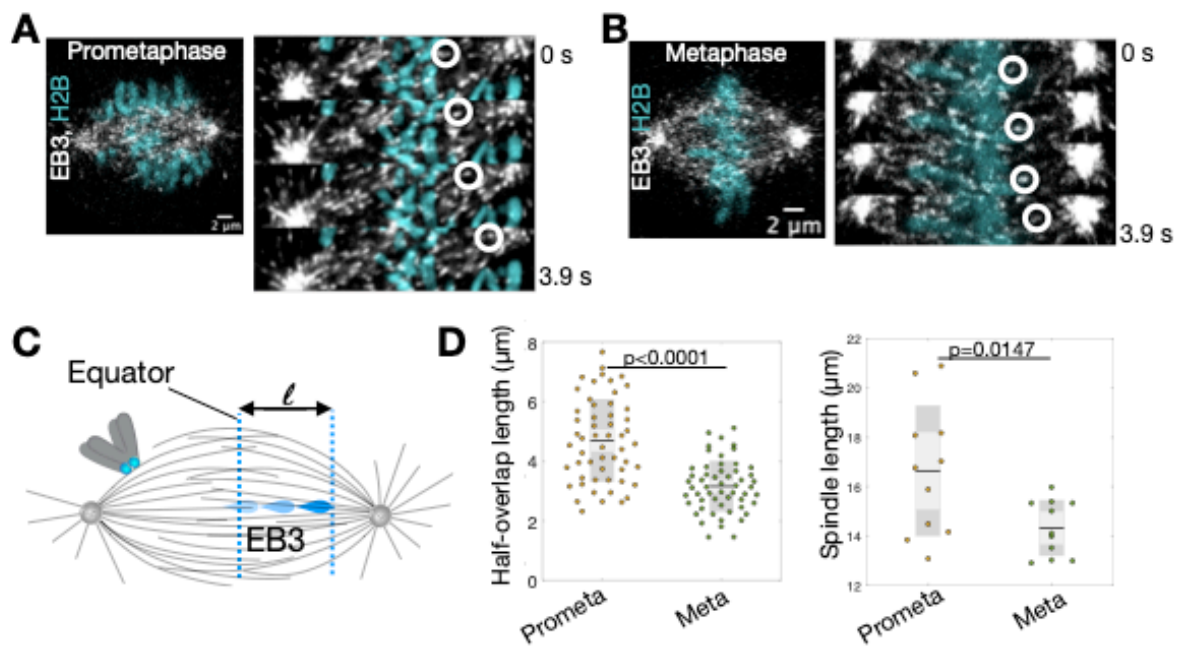 A
Prometaphase
EB3, H2B
2 μm
0 s
3.9 s
B
Metaphase
EB3, H2B
2 μm
0 s
3.9 s
C
Equator
ℓ
EB3
D
Half-overlap length (μm)
8
6
4
2
0
p<0.0001
Prometa
Meta
Spindle length (μm)
22
20
18
16
14
12
p=0.0147
Prometa
Meta